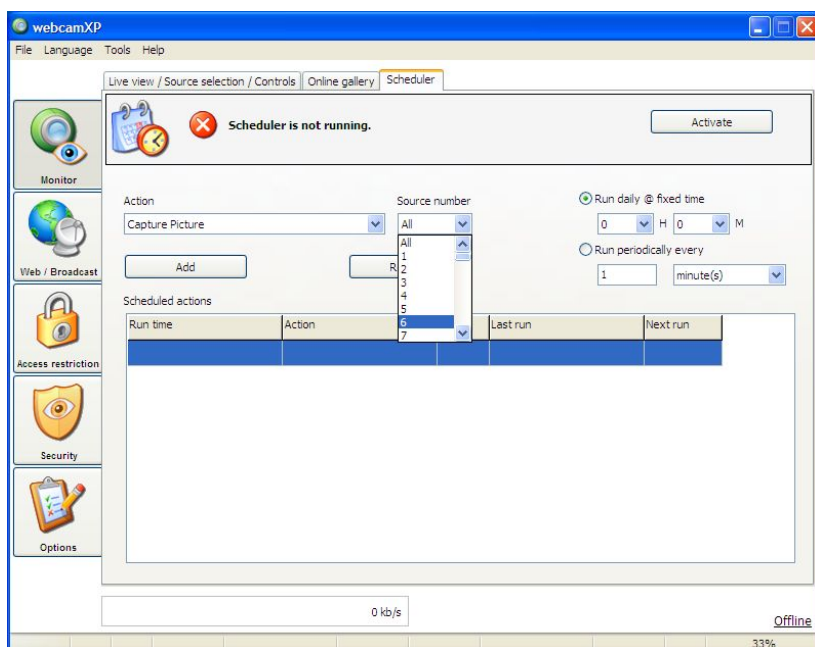 webcamXP
File Language Tools Help
Live view / Source selection / Controls Online gallery Scheduler
Scheduler is not running.
Activate
Monitor
Action Source number Run daily @ fixed time
Capture Picture All 0 H 0 M
All
Run periodically every
1
Web / Broadcast Add 2
3
1 minute(s)
4
Scheduled actions
5
Run time Action 6 Last run Next run
7
Access restriction
Security
Options
0 kb/s
Offline
33%